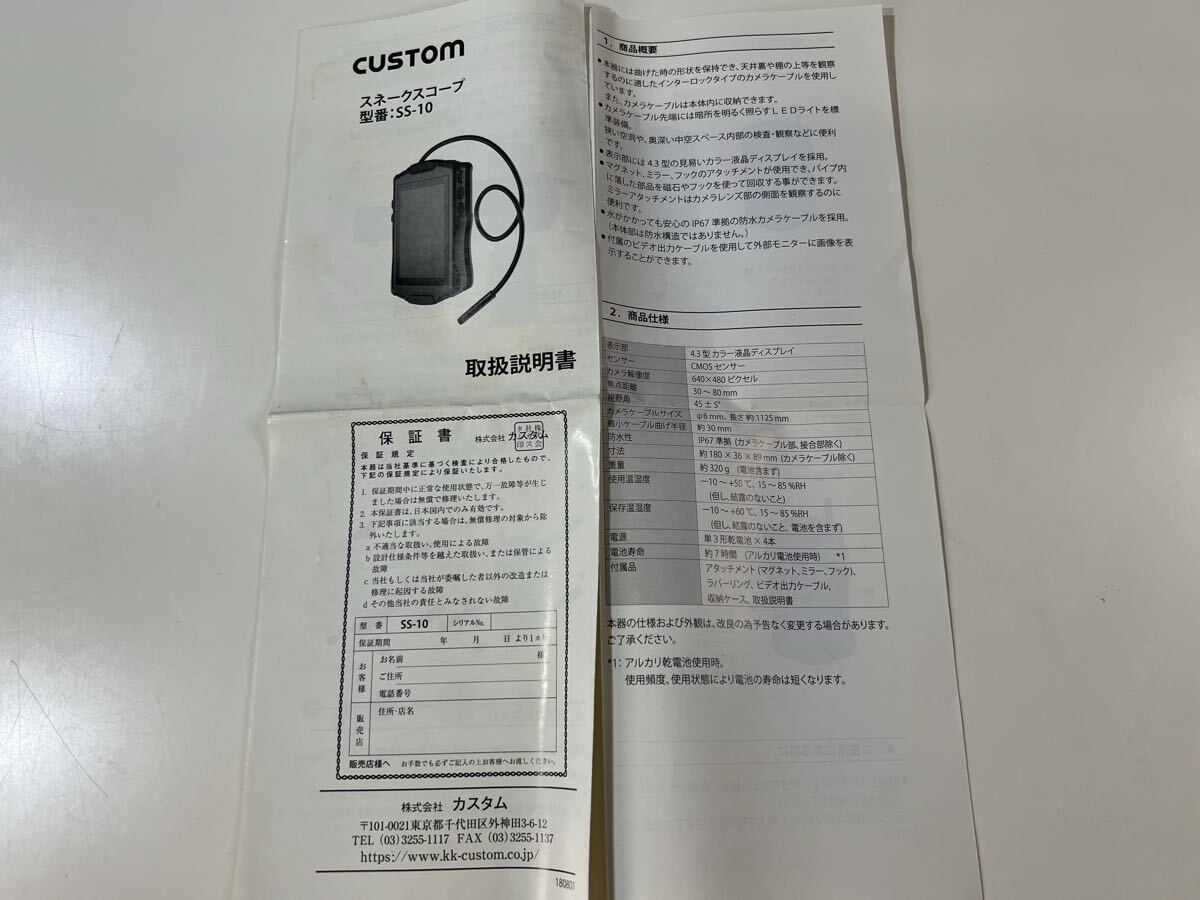 CUSTOM
スネークスコープ
型番：SS-10
取扱説明書
保証書 株式会社 カスタム
保証規定
本器は当社基準に基づく検査により合格したもので、
下記の保証規定により保証いたします。
1. 保証期間中に正常な使用状態で、万一故障等が生じ
ました場合は無償で修理いたします。
2. 本保証書は、日本国内でのみ有効です。
3. 下記事項に該当する場合は、無償修理の対象から除
外いたします。
a 不適当な取扱い、使用による故障
b 設計仕様条件等を越えた取扱い、または保管による
故障
c 当社もしくは当社が委嘱した者以外の改造または
修理に起因する故障
d その他当社の責任とみなされない故障
型番 SS-10 シリアルNo.
保証期間 年 月 日 より1ヵ年
お客様
お名前 様
ご住所
電話番号
販売店
住所・店名
販売店様へ お手数でも必ずご記入の上お客様へお渡しください。
株式会社 カスタム
〒101-0021東京都千代田区外神田3-6-12
TEL (03)3255-1117 FAX (03)3255-1137
https://www.kk-custom.co.jp/
180801
1．商品概要
●本器には曲げた時の形状を保持でき、天井裏や棚の上等を観察
するのに適したインターロックタイプのカメラケーブルを使用し
ています。
また、カメラケーブルは本体内に収納できます。
●カメラケーブル先端には暗所を明るく照らすＬＥＤライトを標
準装備。
狭い空洞や、奥深い中空スペース内部の検査・観察などに便利
です。
●表示部には 4.3 型の見易いカラー液晶ディスプレイを採用。
●マグネット、ミラー、フックのアタッチメントが使用でき、パイプ内
に落した部品を磁石やフックを使って回収する事ができます。
ミラーアタッチメントはカメラレンズ部の側面を観察するのに
便利です。
●水がかかっても安心の IP67 準拠の防水カメラケーブルを採用。
（本体部は防水構造ではありません。）
●付属のビデオ出力ケーブルを使用して外部モニターに画像を表
示することができます。
2．商品仕様
表示部 4.3 型 カラー液晶ディスプレイ
センサー CMOS センサー
カメラ解像度 640×480 ピクセル
焦点距離 30～80 mm
視野角 45 ± 5°
カメラケーブルサイズ φ8 mm、長さ 約 1125 mm
最小ケーブル曲げ半径 約 30 mm
防水性 IP67 準拠 (カメラケーブル部、接合部除く)
寸法 約 180 × 36 × 89 mm (カメラケーブル除く)
重量 約 320 g (電池含まず)
使用温湿度 －10 ～ +50 ℃、15 ～ 85 %RH
(但し、結露のないこと)
保存温湿度 －10 ～ +60 ℃、15 ～ 85 %RH
(但し、結露のないこと、電池を含まず)
電源 単 3 形乾電池 × 4本
電池寿命 約 7 時間 (アルカリ電池使用時) *1
付属品 アタッチメント (マグネット、ミラー、フック)、
ラバーリング、ビデオ出力ケーブル、
収納ケース、取扱説明書
本器の仕様および外観は、改良の為予告なく変更する場合があります。
ご了承ください。
*1：アルカリ乾電池使用時。
使用頻度、使用状態により電池の寿命は短くなります。